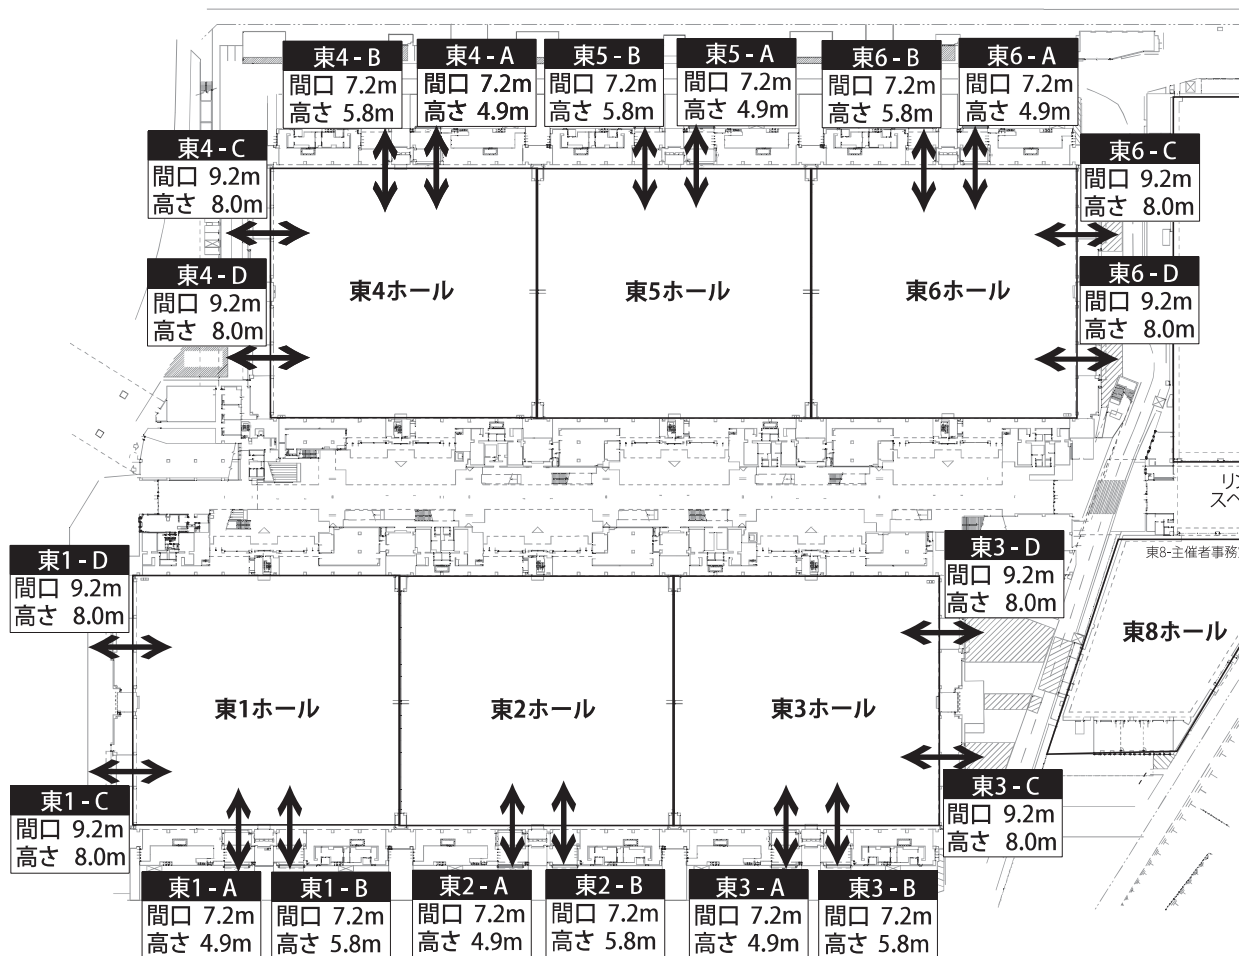 東4 - B
間口 7.2m
高さ 5.8m
東4 - A
間口 7.2m
高さ 4.9m
東5 - B
間口 7.2m
高さ 5.8m
東5 - A
間口 7.2m
高さ 4.9m
東6 - B
間口 7.2m
高さ 5.8m
東6 - A
間口 7.2m
高さ 4.9m
東4 - C
間口 9.2m
高さ 8.0m
東6 - C
間口 9.2m
高さ 8.0m
東4 - D
間口 9.2m
高さ 8.0m
東6 - D
間口 9.2m
高さ 8.0m
東4ホール
東5ホール
東6ホール
リン
スペ
東1 - D
間口 9.2m
高さ 8.0m
東3 - D
間口 9.2m
高さ 8.0m
東8-主催者事務
東8ホール
東1ホール
東2ホール
東3ホール
東1 - C
間口 9.2m
高さ 8.0m
東3 - C
間口 9.2m
高さ 8.0m
東1 - A
間口 7.2m
高さ 4.9m
東1 - B
間口 7.2m
高さ 5.8m
東2 - A
間口 7.2m
高さ 4.9m
東2 - B
間口 7.2m
高さ 5.8m
東3 - A
間口 7.2m
高さ 4.9m
東3 - B
間口 7.2m
高さ 5.8m